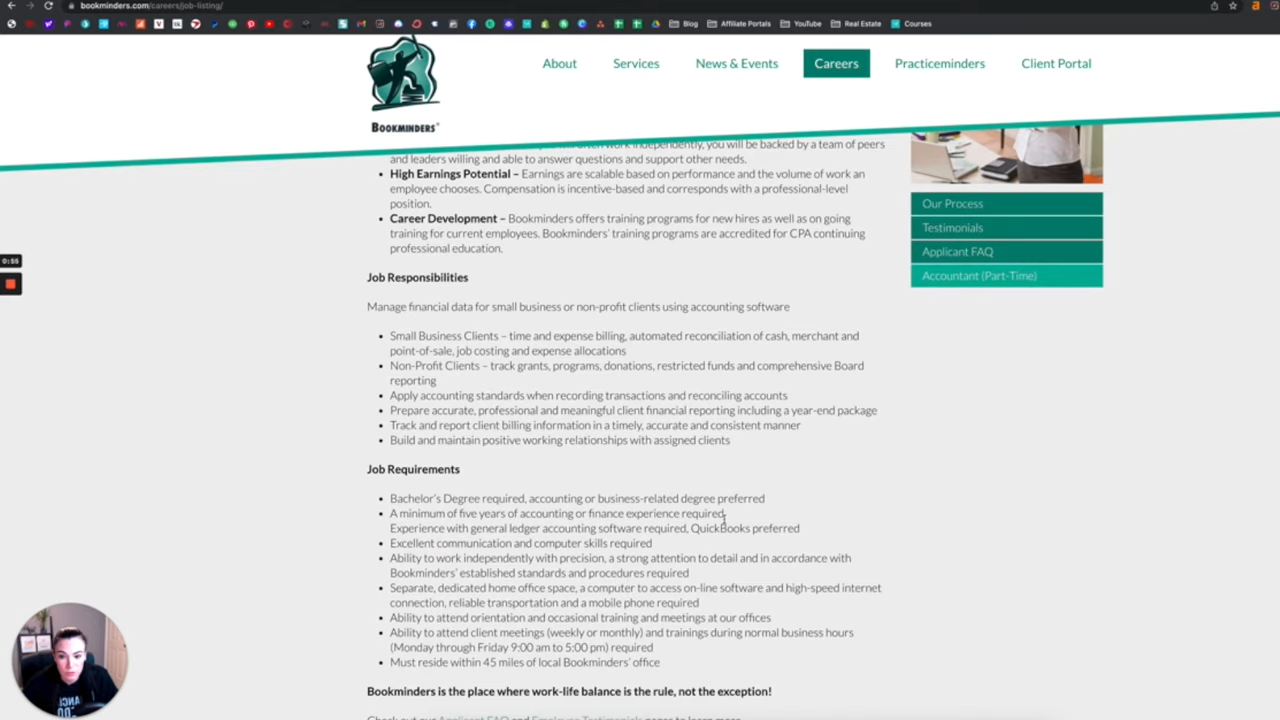 bookminders.com/careers/job-listing/
Blog
Affiliate Portals
YouTube
Real Estate
Courses
About
Services
News & Events
Careers
Practiceminders
Client Portal
BOOKMINDERS
work independently, you will be backed by a team of peers
and leaders willing and able to answer questions and support other needs.
• High Earnings Potential – Earnings are scalable based on performance and the volume of work an
employee chooses. Compensation is incentive-based and corresponds with a professional-level
position.
• Career Development – Bookminders offers training programs for new hires as well as on going
training for current employees. Bookminders' training programs are accredited for CPA continuing
professional education.
Our Process
Testimonials
Applicant FAQ
Accountant (Part-Time)
0:55
Job Responsibilities
Manage financial data for small business or non-profit clients using accounting software
• Small Business Clients – time and expense billing, automated reconciliation of cash, merchant and
point-of-sale, job costing and expense allocations
• Non-Profit Clients – track grants, programs, donations, restricted funds and comprehensive Board
reporting
• Apply accounting standards when recording transactions and reconciling accounts
• Prepare accurate, professional and meaningful client financial reporting including a year-end package
• Track and report client billing information in a timely, accurate and consistent manner
• Build and maintain positive working relationships with assigned clients
Job Requirements
• Bachelor's Degree required, accounting or business-related degree preferred
• A minimum of five years of accounting or finance experience required,
Experience with general ledger accounting software required, QuickBooks preferred
• Excellent communication and computer skills required
• Ability to work independently with precision, a strong attention to detail and in accordance with
Bookminders' established standards and procedures required
• Separate, dedicated home office space, a computer to access on-line software and high-speed internet
connection, reliable transportation and a mobile phone required
• Ability to attend orientation and occasional training and meetings at our offices
• Ability to attend client meetings (weekly or monthly) and trainings during normal business hours
(Monday through Friday 9:00 am to 5:00 pm) required
• Must reside within 45 miles of local Bookminders' office
Bookminders is the place where work-life balance is the rule, not the exception!
Check out our Applicant FAQ and Employee Testimonials pages to learn more